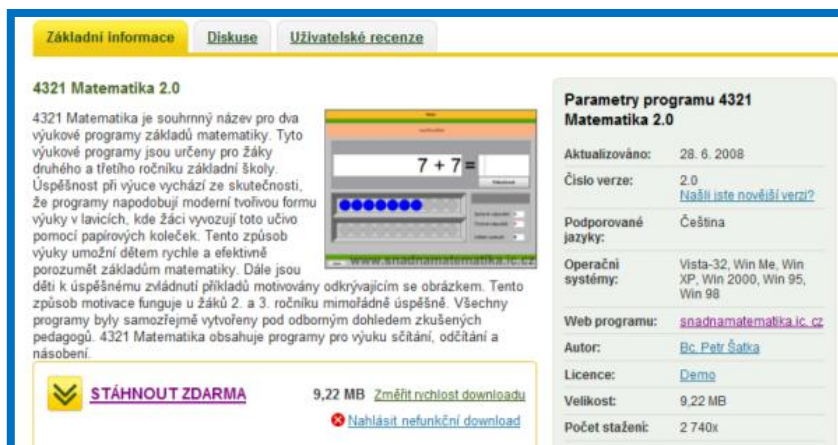 Základní informace
Diskuse
Uživatelské recenze
4321 Matematika 2.0
4321 Matematika je souhrnný název pro dva
výukové programy základů matematiky. Tyto
výukové programy jsou určeny pro žáky
druhého a třetího ročníku základní školy.
Úspěšnost při výuce vychází ze skutečnosti,
že programy napodobují moderní tvořivou formu
výuky v lavicích, kde žáci vyvozují toto učivo
pomocí papírových koleček. Tento způsob
výuky umožní dětem rychle a efektivně
porozumět základům matematiky. Dále jsou
děti k úspěšnému zvládnutí příkladů motivovány odkrývajícím se obrázkem. Tento
způsob motivace funguje u žáků 2. a 3. ročníku mimořádně úspěšně. Všechny
programy byly samozřejmě vytvořeny pod odborným dohledem zkušených
pedagogů. 4321 Matematika obsahuje programy pro výuku sčítání, odčítání a
násobení.
7 + 7 =
www.snadnamatematika.ic.cz
STÁHNOUT ZDARMA
9,22 MB Změřit rychlost downloadu
Nahlásit nefunkční download
Parametry programu 4321
Matematika 2.0
Aktualizováno: 28. 6. 2008
Číslo verze: 2.0
Našli jste novější verzi?
Podporované Čeština
jazyky:
Operační Vista-32, Win Me, Win
systémy: XP, Win 2000, Win 95,
Win 98
Web programu: snadnamatematika.ic.cz
Autor: Bc. Petr Šatka
Licence: Demo
Velikost: 9,22 MB
Počet stažení: 2 740x